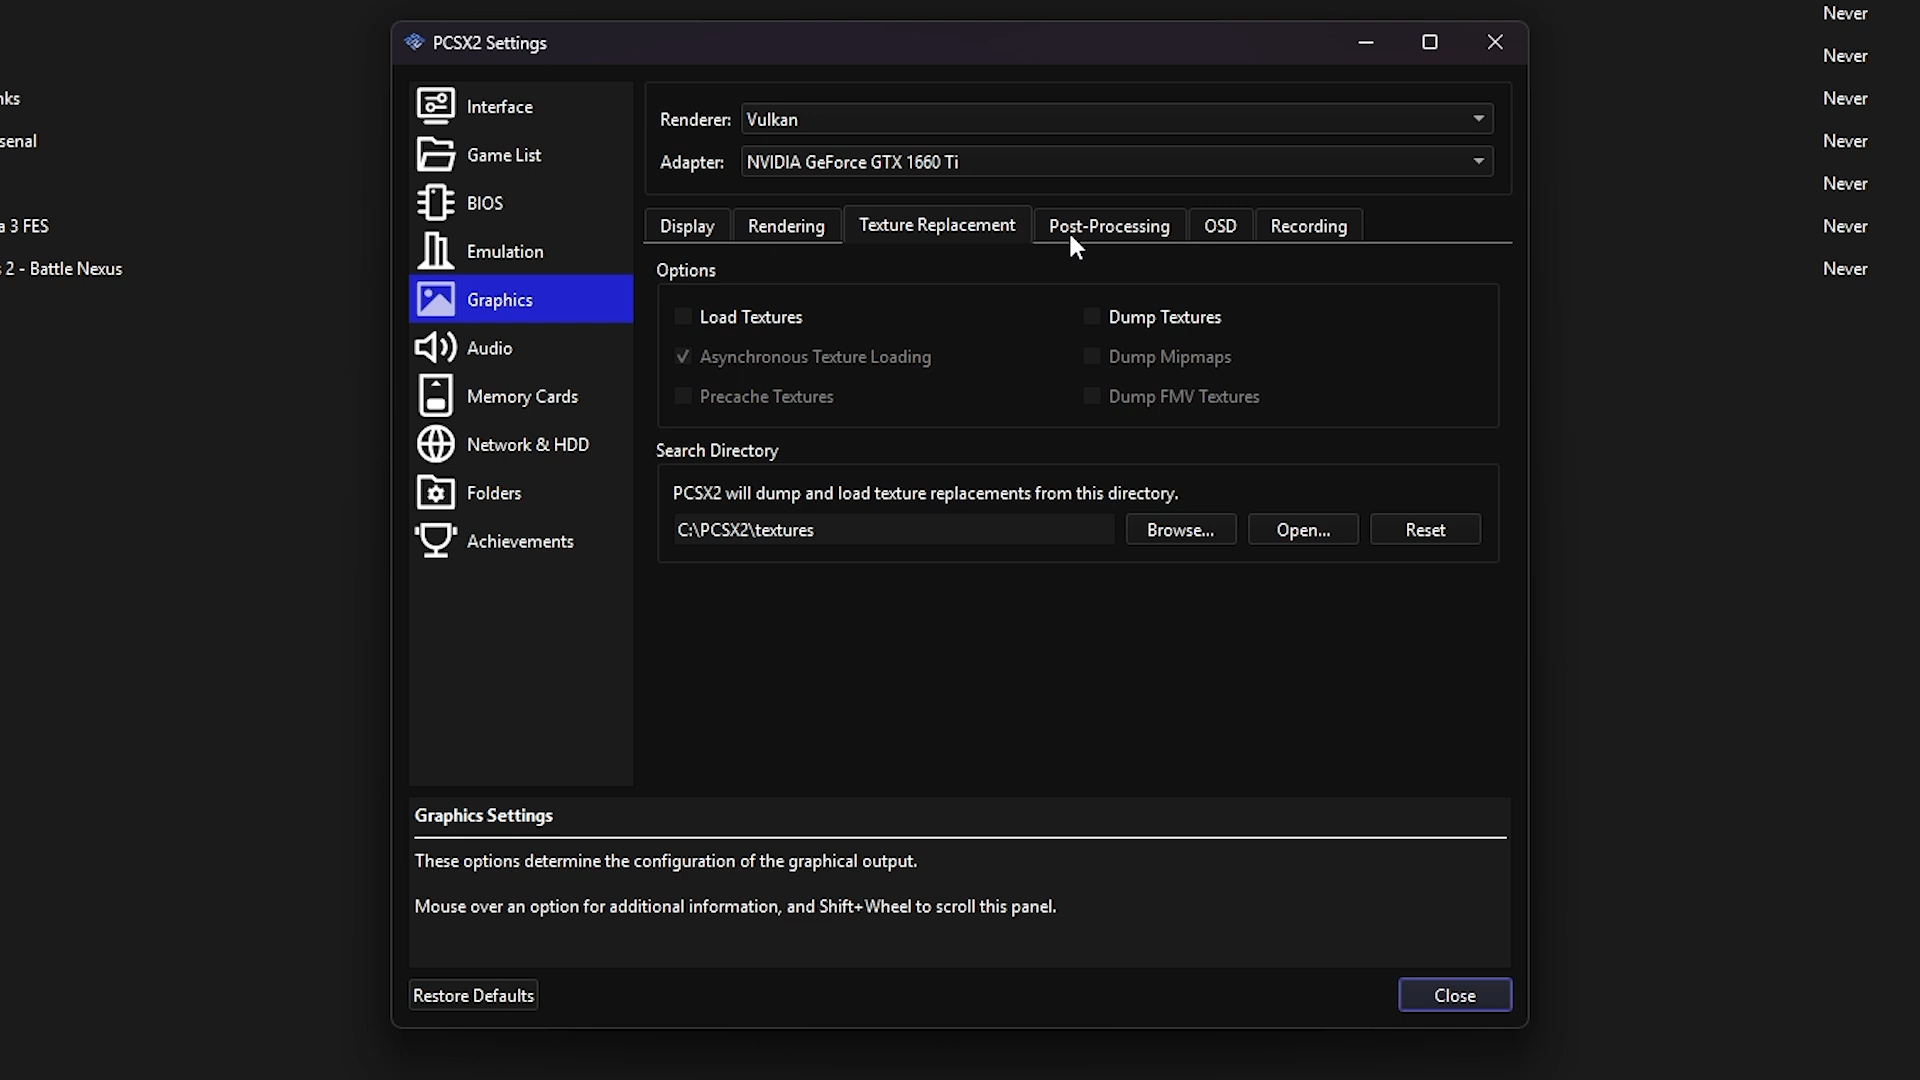 PCSX2 Settings
Never
Never
nks
Never
senal
Never
Never
a 3 FES
Never
2 - Battle Nexus
Never
Interface
Game List
BIOS
Emulation
Graphics
Audio
Memory Cards
Network & HDD
Folders
Achievements
Renderer: Vulkan
Adapter: NVIDIA GeForce GTX 1660 Ti
Display Rendering Texture Replacement Post-Processing OSD Recording
Options
Load Textures Dump Textures
Asynchronous Texture Loading Dump Mipmaps
Precache Textures Dump FMV Textures
Search Directory
PCSX2 will dump and load texture replacements from this directory.
C:\PCSX2\textures Browse... Open... Reset
Graphics Settings
These options determine the configuration of the graphical output.
Mouse over an option for additional information, and Shift+Wheel to scroll this panel.
Restore Defaults Close